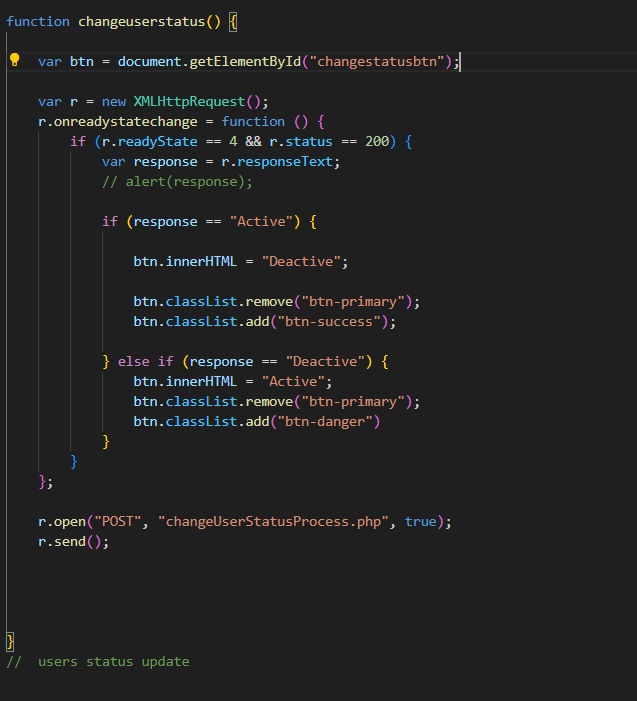 function changeuserstatus() {
var btn = document.getElementById("changestatusbtn");
var r = new XMLHttpRequest();
r.onreadystatechange = function () {
if (r.readyState == 4 && r.status == 200) {
var response = r.responseText;
// alert(response);
if (response == "Active") {
btn.innerHTML = "Deactive";
btn.classList.remove("btn-primary");
btn.classList.add("btn-success");
} else if (response == "Deactive") {
btn.innerHTML = "Active";
btn.classList.remove("btn-primary");
btn.classList.add("btn-danger")
}
}
};
r.open("POST", "changeUserStatusProcess.php", true);
r.send();
}
// users status update